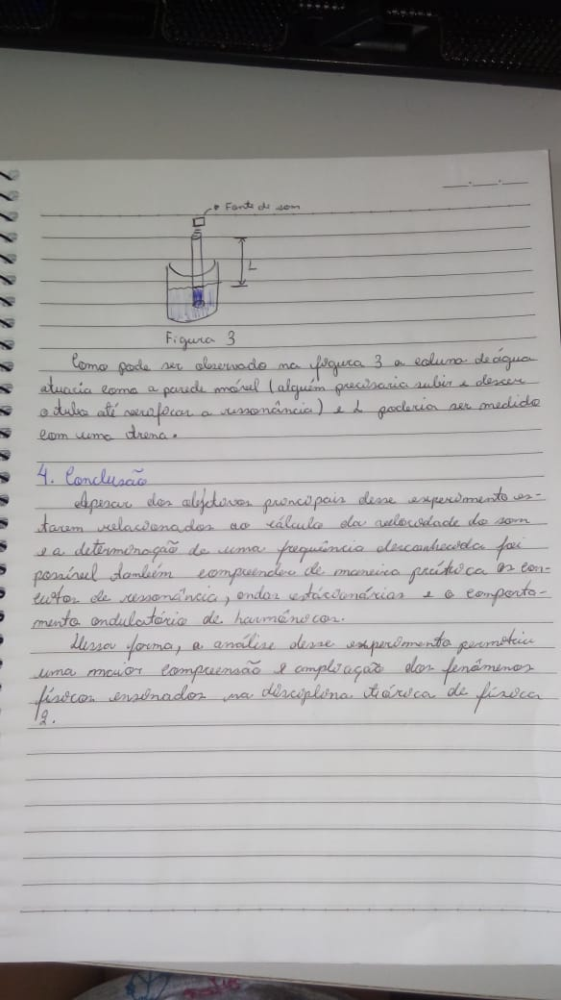 Fonte de som
L
Figura 3
Como pode ser observado na figura 3 a coluna de água
atuaria como a parede móvel (alguém precisaria subir e descer
o tubo até verificar a ressonância) e L poderia ser medido
com uma trena.
4. Conclusão
Apesar dos objetivos principais desse experimento es-
tarem relacionados ao cálculo da velocidade do som
e a determinação de uma frequência desconhecida foi
possível também compreender de maneira prática os con-
ceitos de ressonância, ondas estacionárias e o comporta-
mento ondulatório de harmônicos.
Dessa forma, a análise desse experimento permitiu
uma maior compreensão e ampliação dos fenômenos
físicos ensinados na disciplina teórica de física
2.